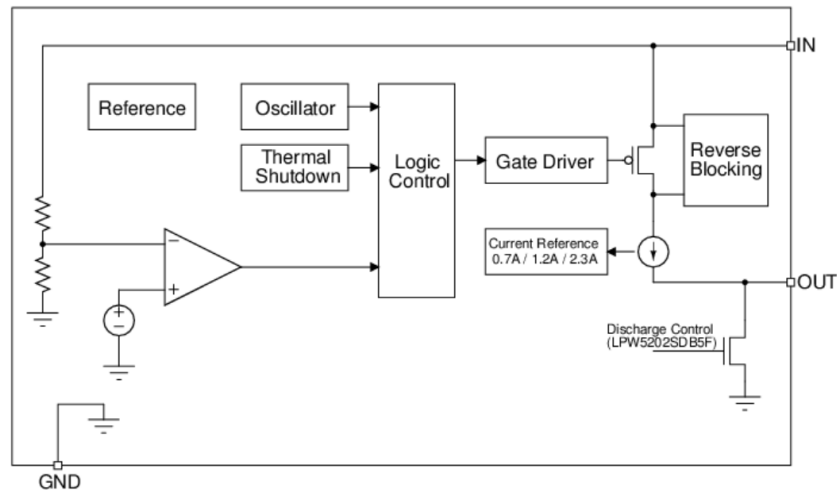 IN
Reference
Oscillator
Thermal
Shutdown
Logic
Control
Gate Driver
Reverse
Blocking
Current Reference
0.7A / 1.2A / 2.3A
−
+
+
−
OUT
Discharge Control
(LPW5202SDB5F)
GND